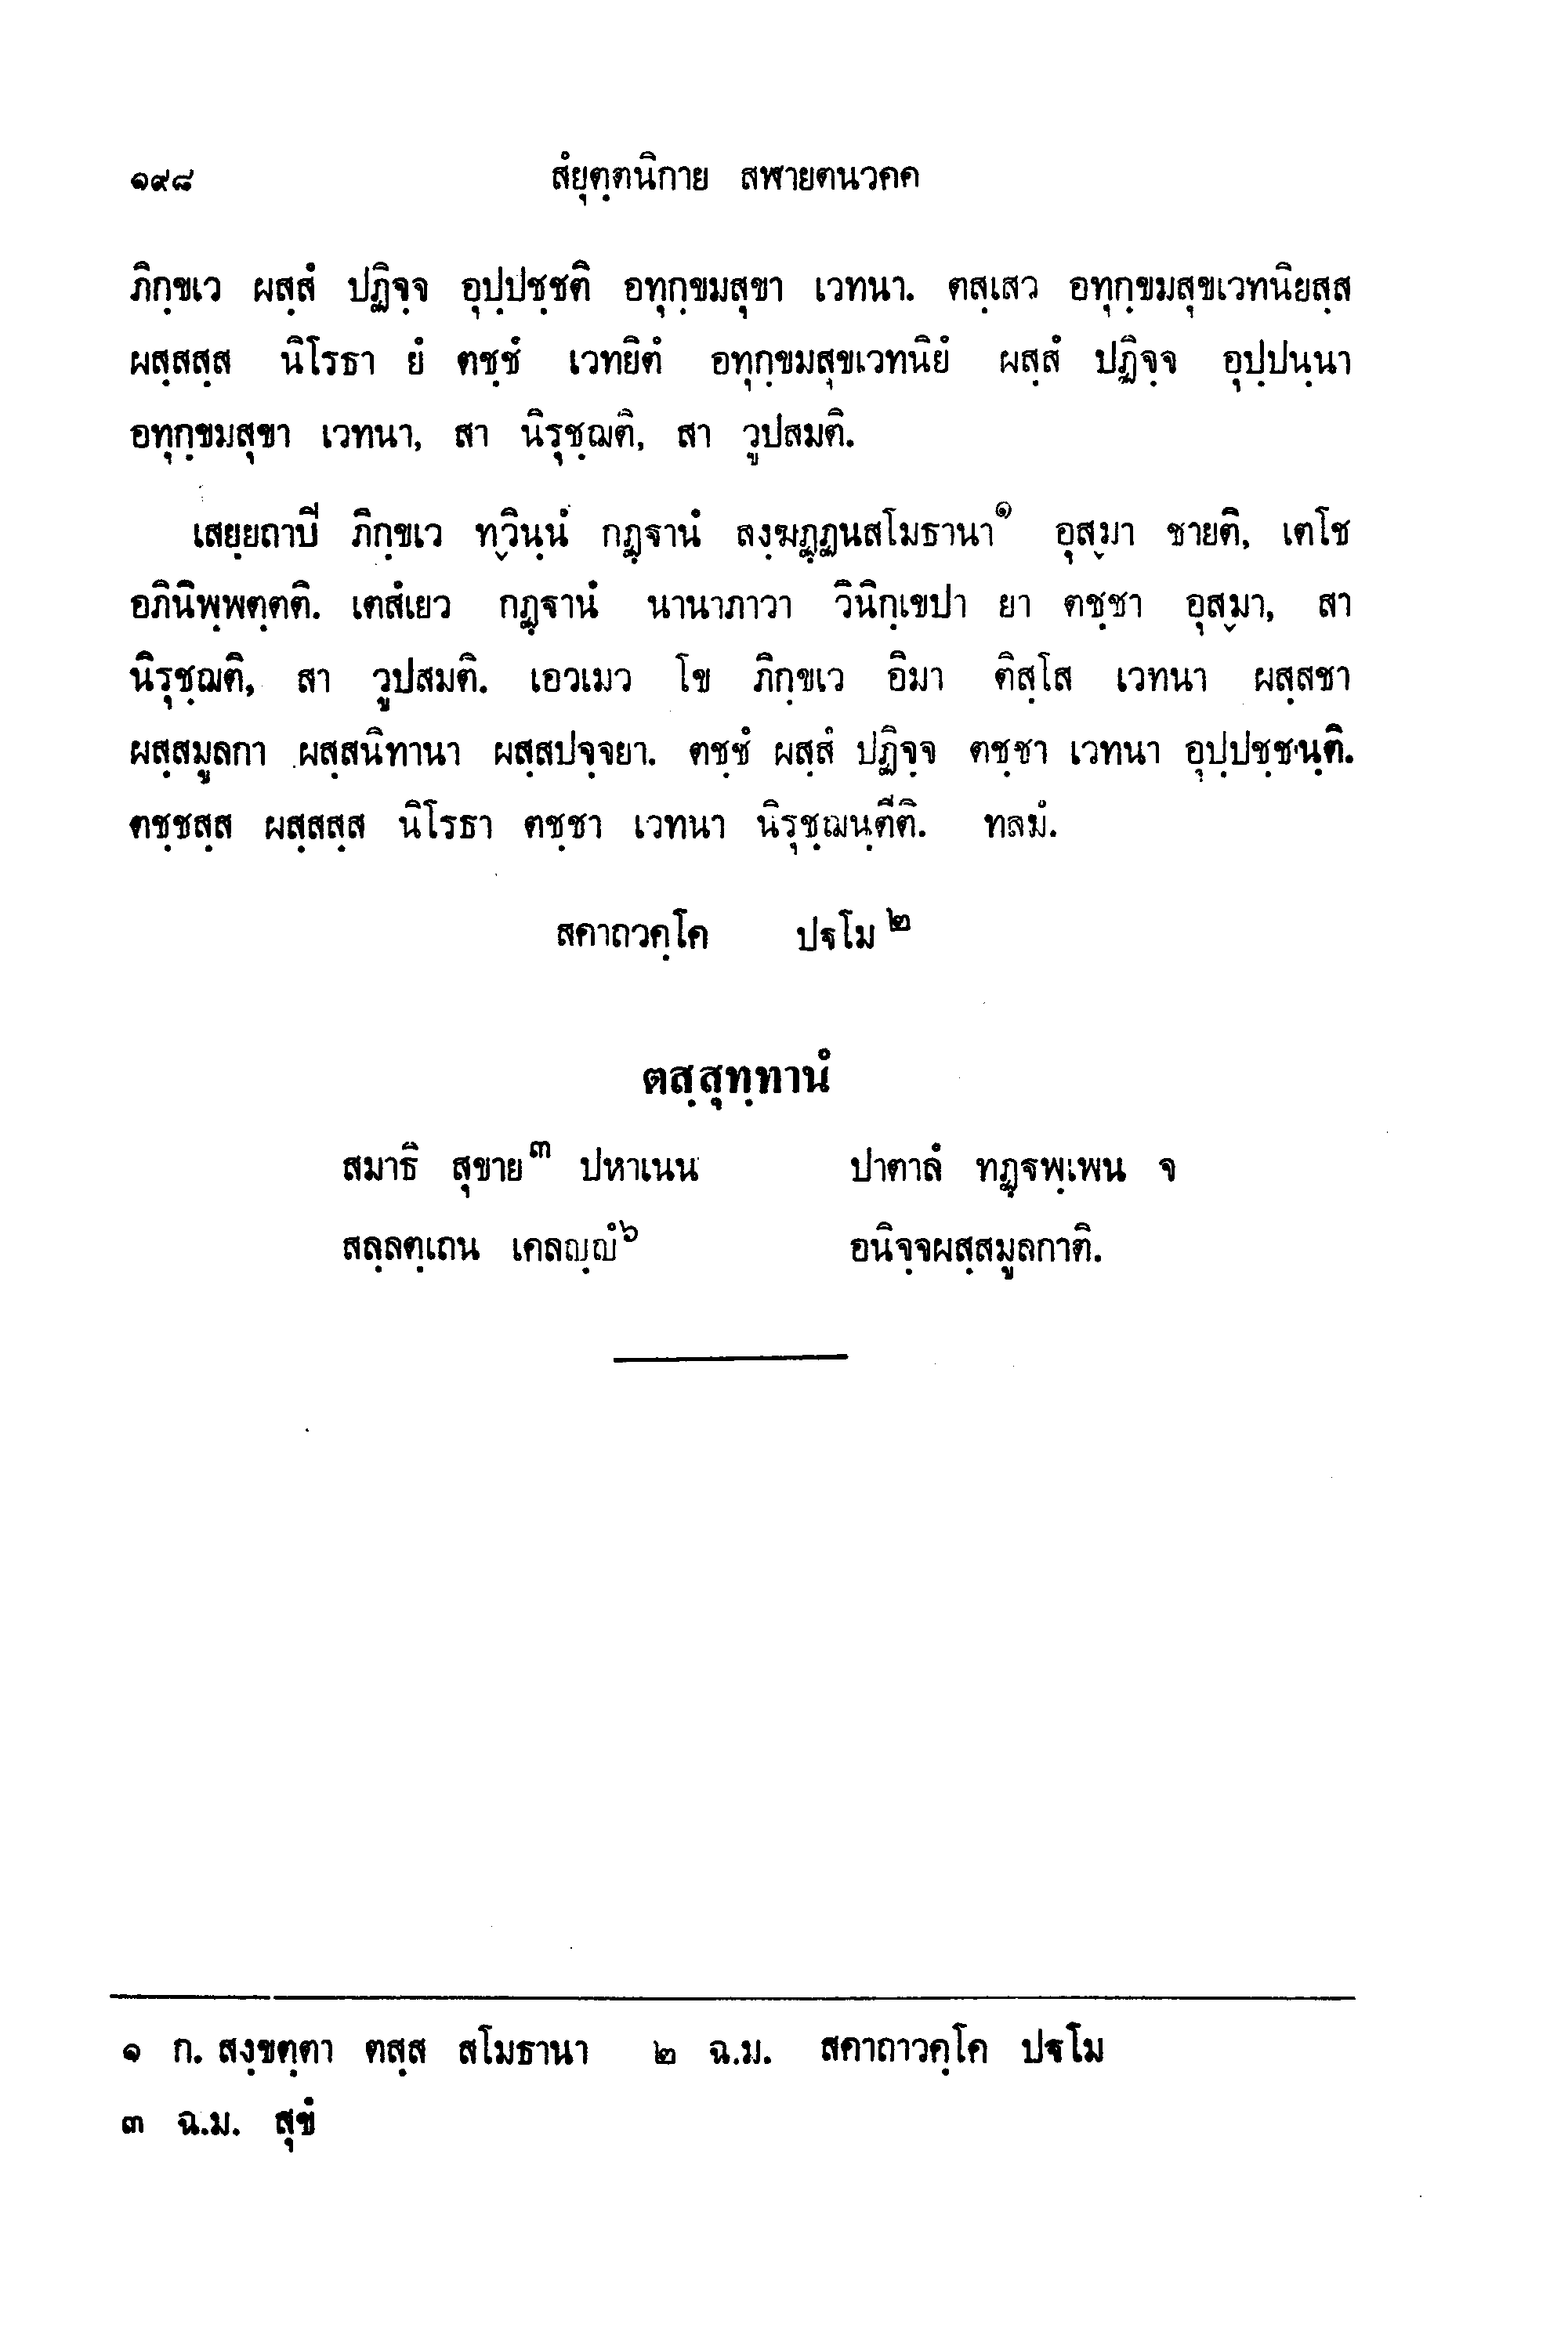 ๑๙๘ สํยุตฺตนิกาย สฬายตนวคค
ภิกฺขเว ผสฺสํ ปฏิจฺจ อุปฺปชฺชติ อทุกฺขมสุขา เวทนา. ตสฺเสว อทุกฺขมสุขเวทนิยสฺส
ผสฺสสฺส นิโรธา ยํ ตชฺชํ เวทยิตํ อทุกฺขมสุขเวทนิยํ ผสฺสํ ปฏิจฺจ อุปฺปนฺนา
อทุกฺขมสุขา เวทนา, สา นิรุชฺฌติ, สา วูปสมติ.
เสยฺยถาปี ภิกฺขเว ทฺวินฺนํ กฏฺฐานํ สงฺฆฏฺฏนสโมธานา๑ อุสฺมา ชายติ, เตโช
อภินิพฺพตฺตติ. เตสํเยว กฏฺฐานํ นานาภาวา วินิกฺเขปา ยา ตชฺชา อุสฺมา, สา
นิรุชฺฌติ, สา วูปสมติ. เอวเมว โข ภิกฺขเว อิมา ติสฺโส เวทนา ผสฺสชา
ผสฺสมูลกา ผสฺสนิทานา ผสฺสปจฺจยา. ตชฺชํ ผสฺสํ ปฏิจฺจ ตชฺชา เวทนา อุปฺปชฺชนฺติ.
ตชฺชสฺส ผสฺสสฺส นิโรธา ตชฺชา เวทนา นิรุชฺฌนฺตีติ. ทสมํ.
สคาถวคฺโค ปฐโม๒
ตสฺสุทฺทานํ
สมาธิ สุขาย๓ ปหาเนน ปาตาลํ ทฏฺฐพฺเพน จ
สลฺลตฺเถน เคลญฺญํ๖ อนิจฺจผสฺสมูลกาติ.
๑ ก. สงฺขตฺตา ตสฺส สโมธานา ๒ ฉ.ม. สคาถาวคฺโค ปฐโม
๓ ฉ.ม. สุขํ